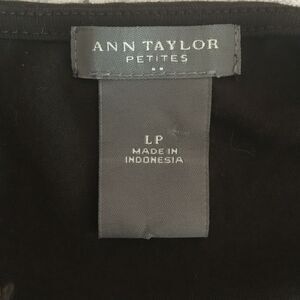 ANN TAYLOR
PETITES
LP
MADE IN
INDONESIA